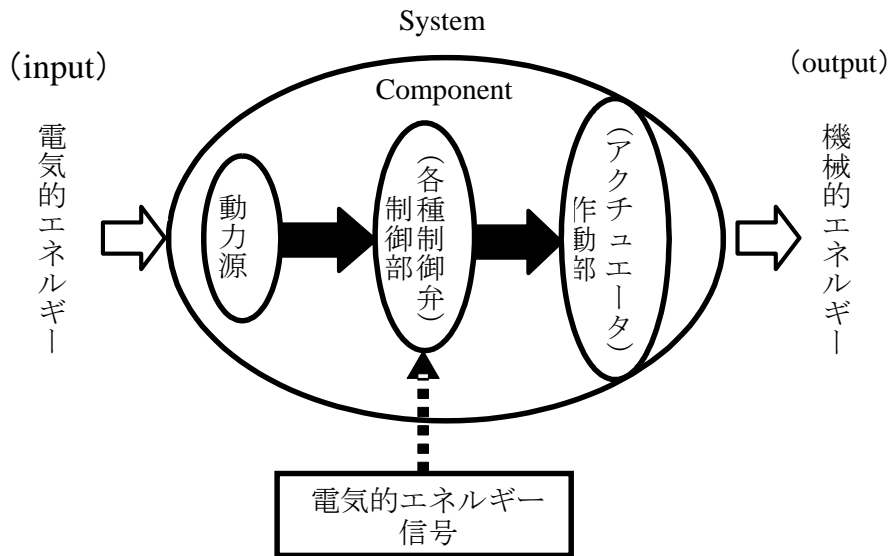 System
（input）
（output）
Component
電気的エネルギー
動力源
制御部
（各種制御弁）
作動部
（アクチュエータ）
機械的エネルギー
電気的エネルギー
信号